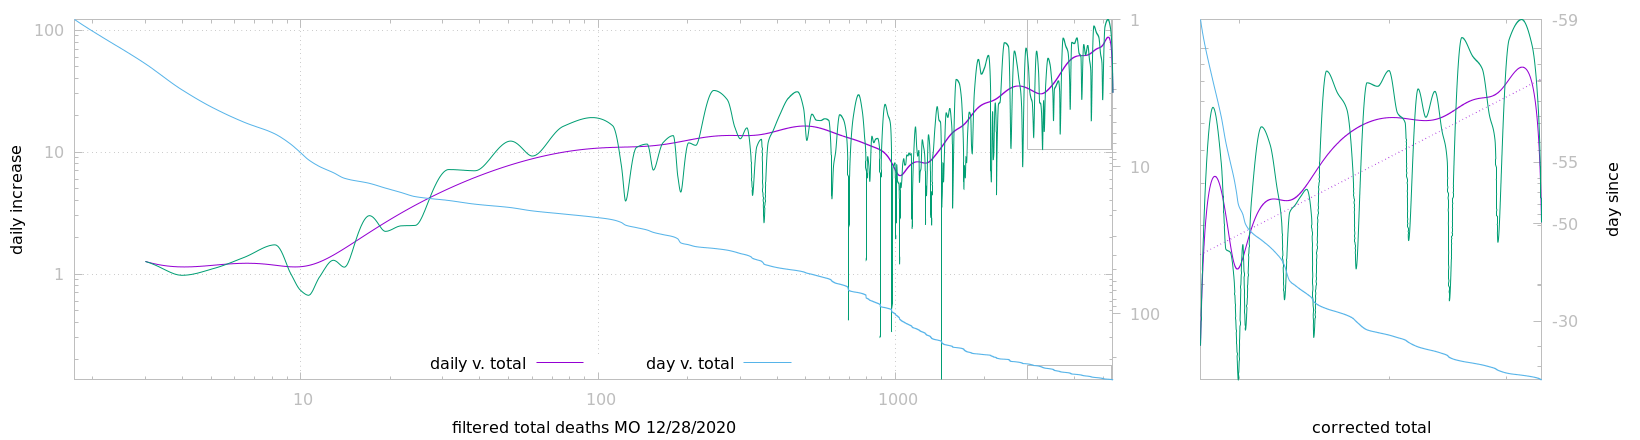 100
10
1
daily increase
daily v. total
day v. total
10
100
1000
filtered total deaths MO 12/28/2020
1
10
100
-59
-55
-50
-30
day since
corrected total